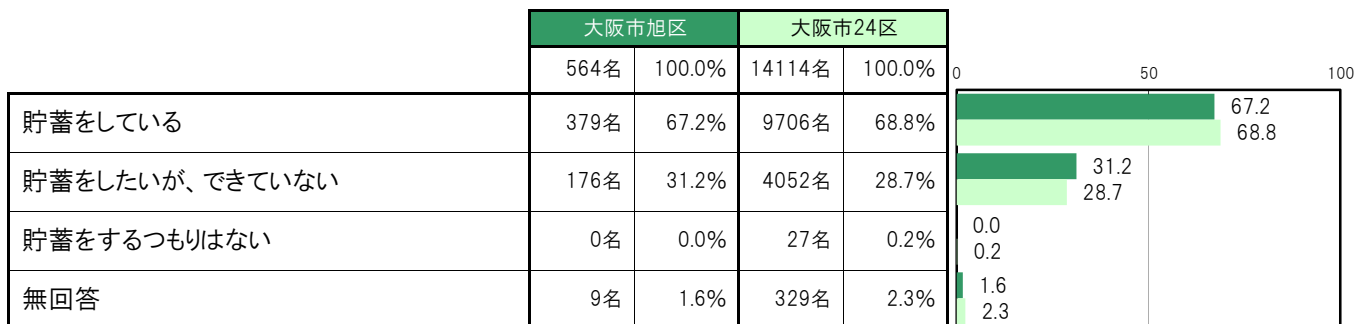 大阪市旭区 大阪市24区
564名 100.0% 14114名 100.0% 0 50 100
貯蓄をしている 379名 67.2% 9706名 68.8% 67.2
68.8
貯蓄をしたいが、できていない 176名 31.2% 4052名 28.7% 31.2
28.7
貯蓄をするつもりはない 0名 0.0% 27名 0.2% 0.0
0.2
無回答 9名 1.6% 329名 2.3% 1.6
2.3